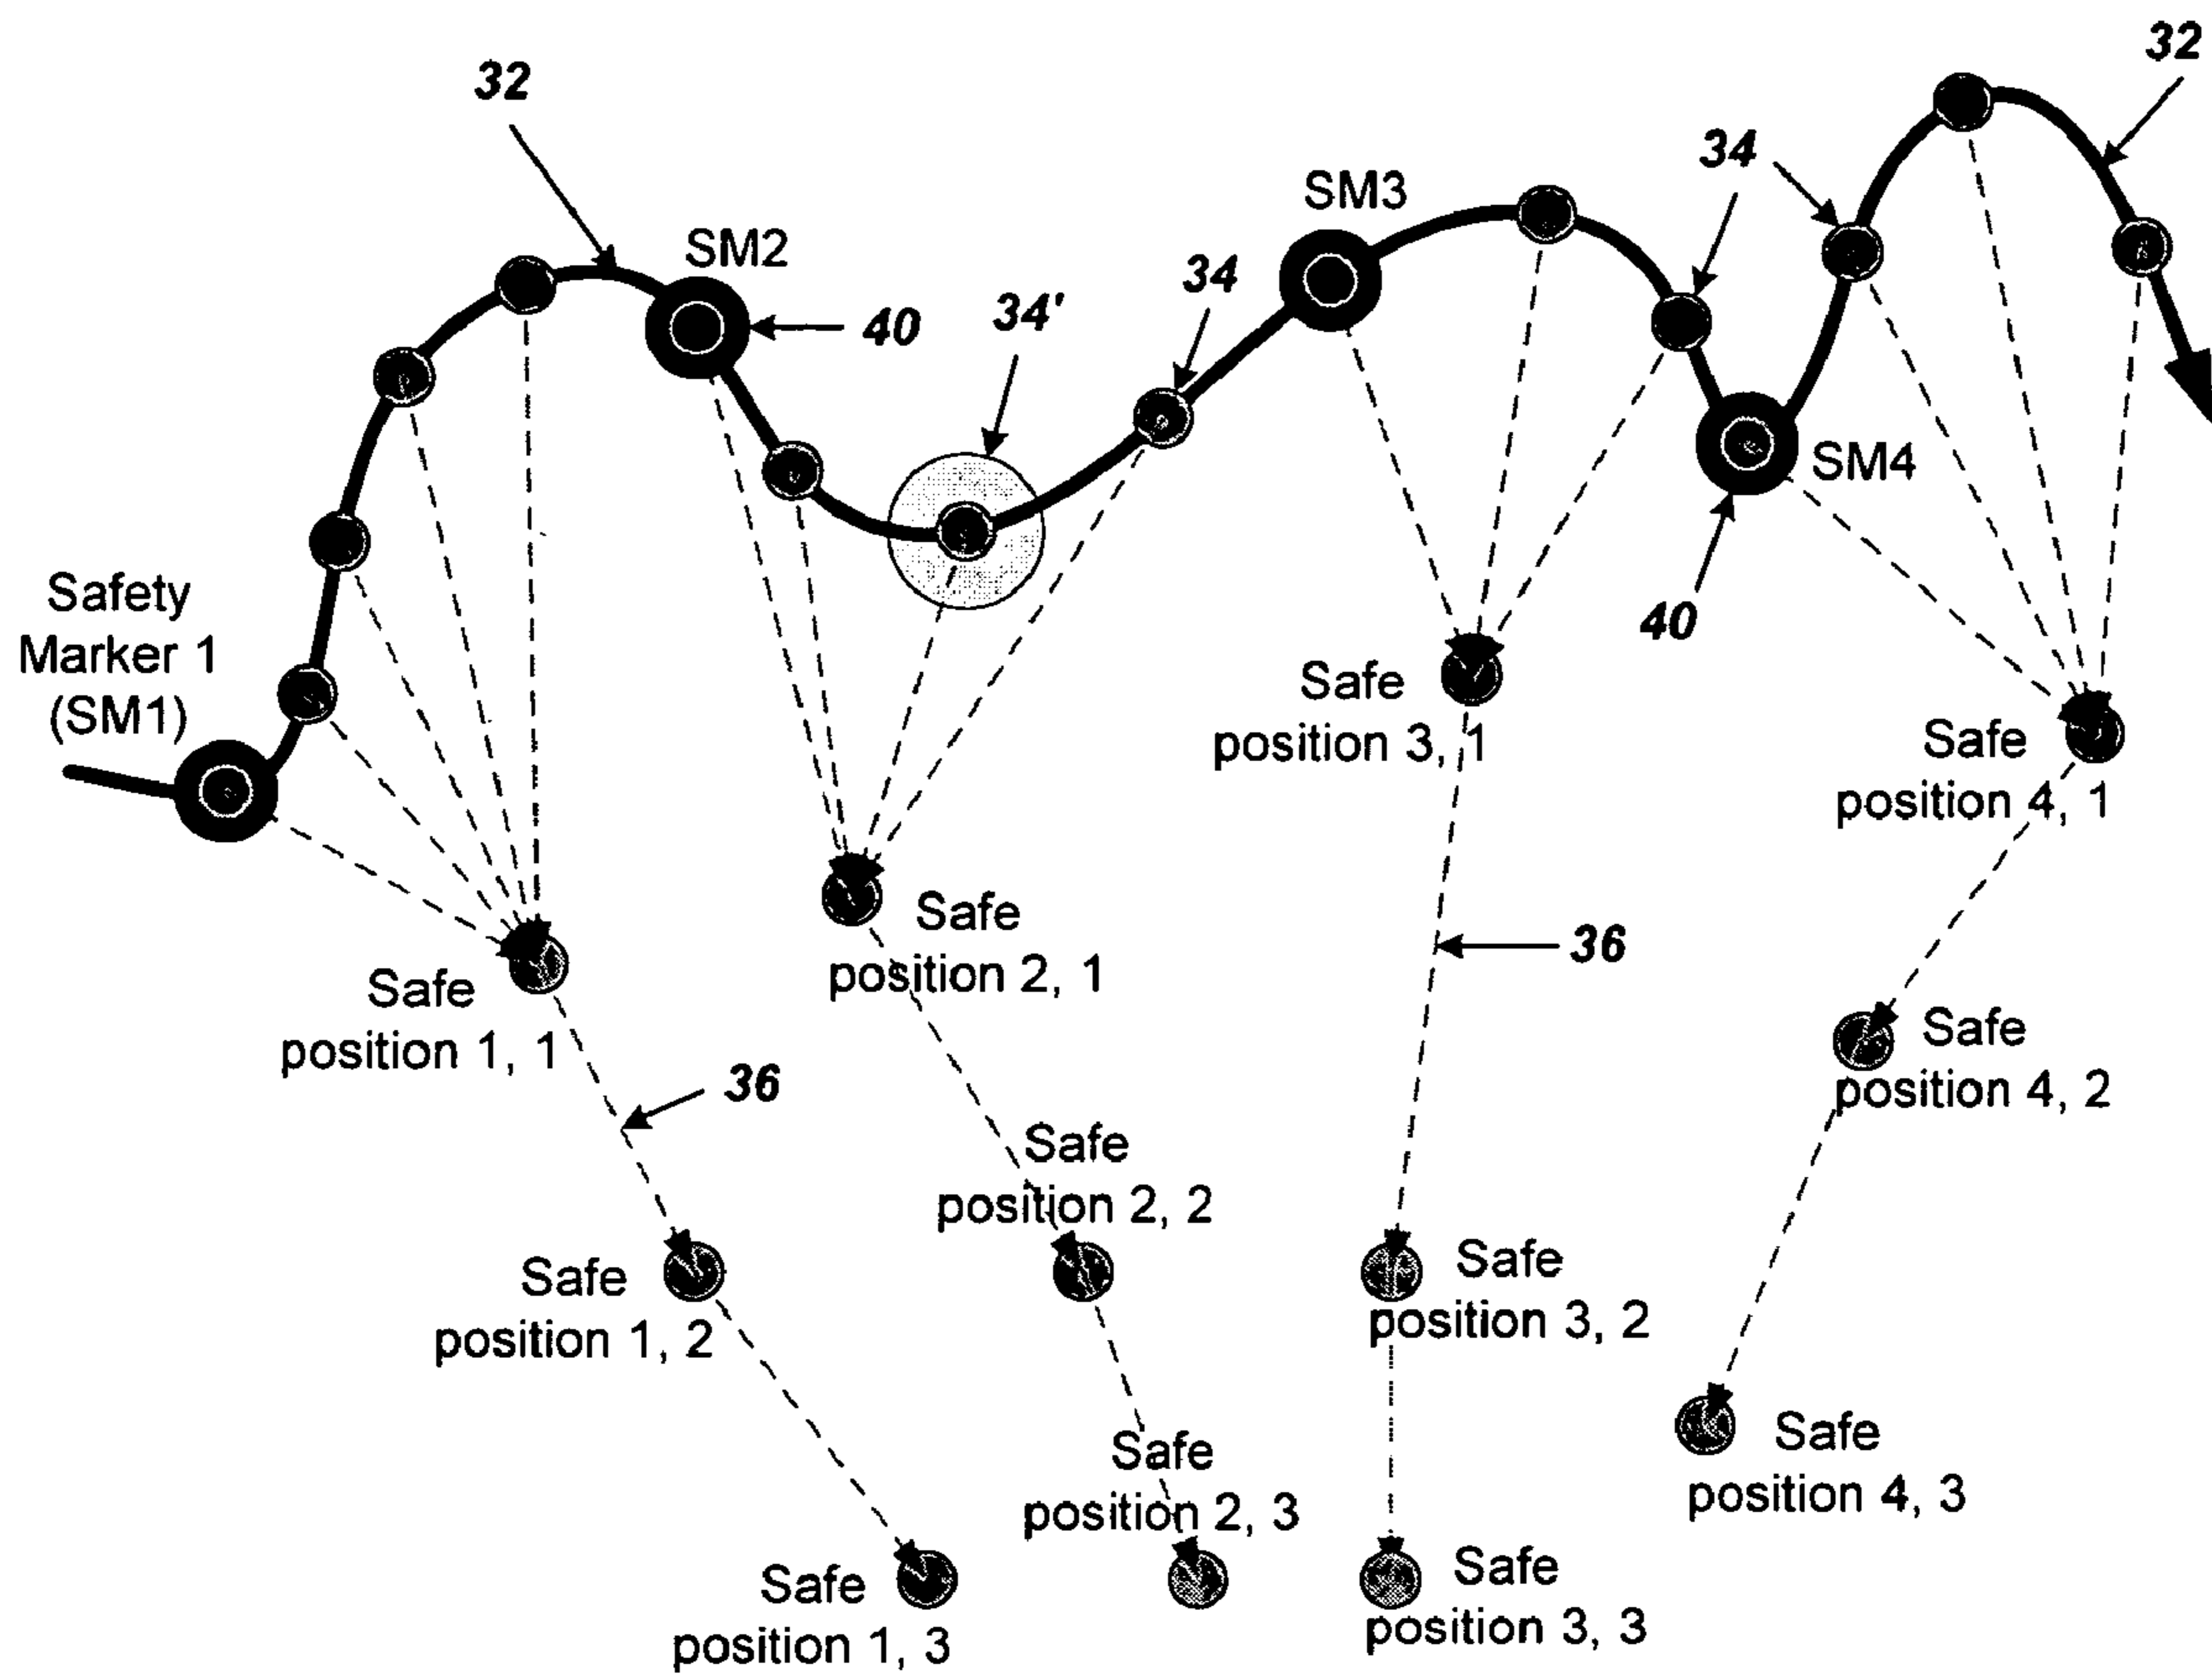 32
32
34
SM3
SM2
34
34'
40
SM4
Safety
Marker 1
(SM1)
40
Safe
position 3, 1
Safe
position 4, 1
Safe
position 2, 1
36
Safe
position 1, 1
Safe
position 4, 2
36
Safe
position 2, 2
Safe
position 3, 2
Safe
position 1, 2
Safe
position 4, 3
Safe
position 2, 3
Safe
position 3, 3
Safe
position 1, 3